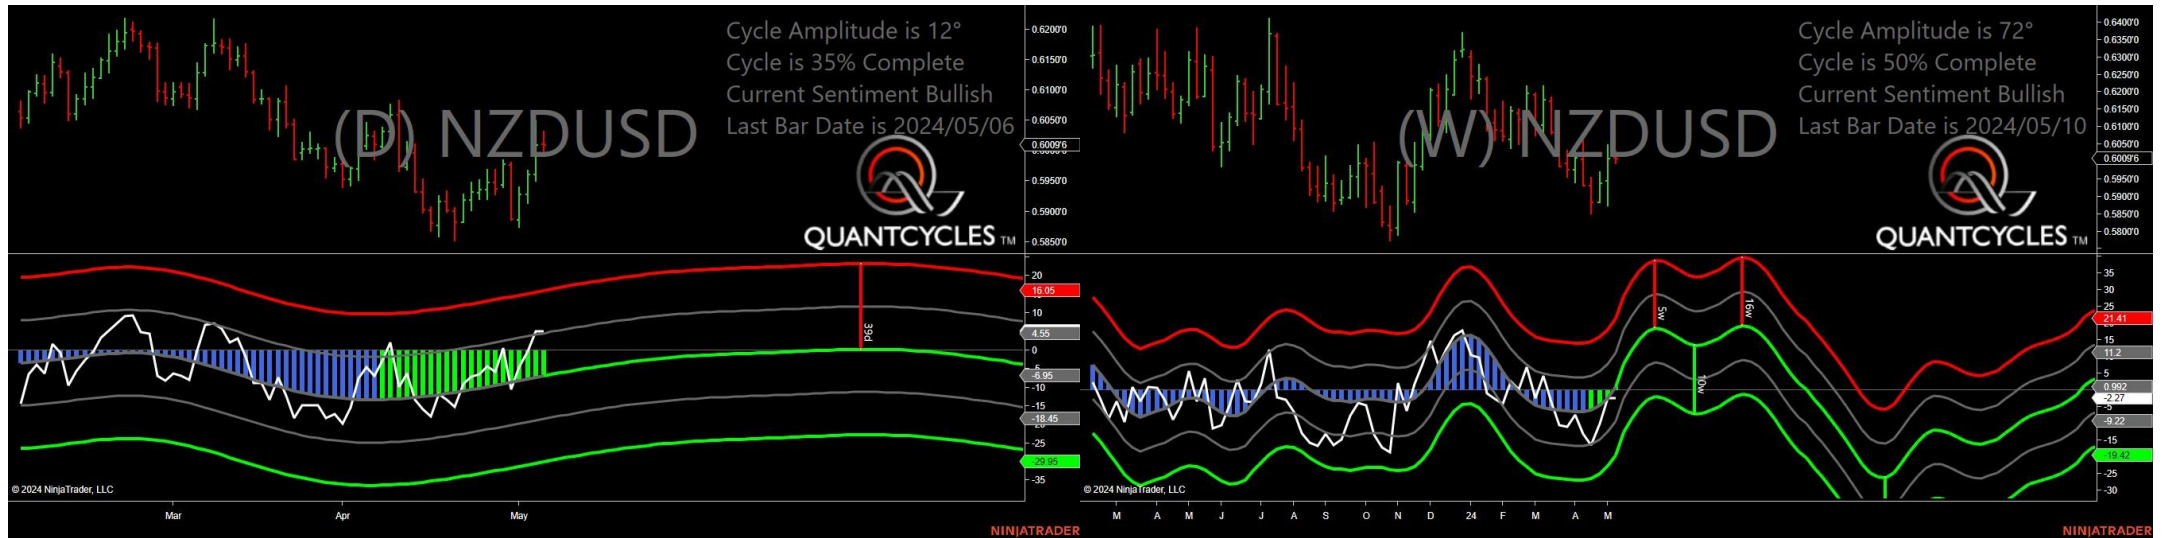 Cycle Amplitude is 12°
Cycle is 35% Complete
Current Sentiment Bullish
Last Bar Date is 2024/05/06
(D) NZDUSD
QUANTCYCLES TM
0.6200'0
0.6150'0
0.6100'0
0.6050'0
0.6009'6
0.5950'0
0.5900'0
0.5850'0
20
16.05
10
4.55
0
-6.95
-10
-15
-18.45
-25
-29.95
-35
39d
© 2024 NinjaTrader, LLC
Mar
Apr
May
NINJATRADER
Cycle Amplitude is 72°
Cycle is 50% Complete
Current Sentiment Bullish
Last Bar Date is 2024/05/10
(W) NZDUSD
QUANTCYCLES TM
0.6400'0
0.6350'0
0.6300'0
0.6250'0
0.6200'0
0.6150'0
0.6100'0
0.6050'0
0.6009'6
0.5950'0
0.5900'0
0.5850'0
0.5800'0
35
30
25
21.41
15
11.2
5
0.992
-2.27
-5
-9.22
-15
-19.42
-25
-30
5w
10w
16w
© 2024 NinjaTrader, LLC
M A M J J A S O N D 24 F M A M
NINJATRADER